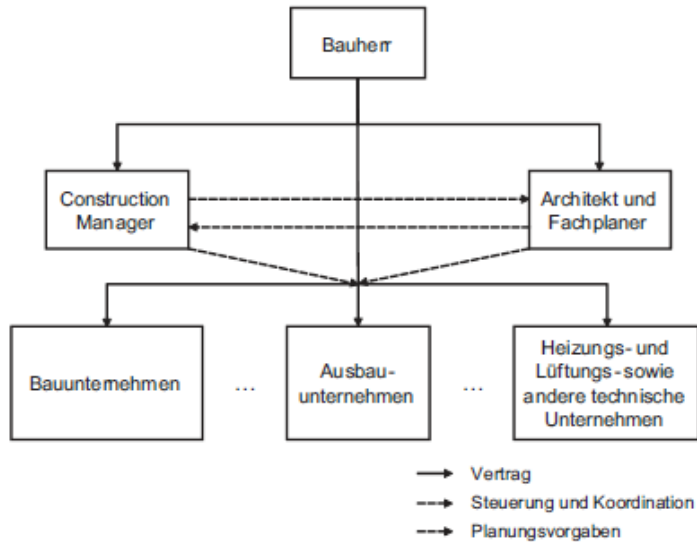 Bauherr
Construction
Manager
Architekt und
Fachplaner
Bauunternehmen
...
Ausbau-
unternehmen
...
Heizungs- und
Lüftungs- sowie
andere technische
Unternehmen
Vertrag
Steuerung und Koordination
Planungsvorgaben